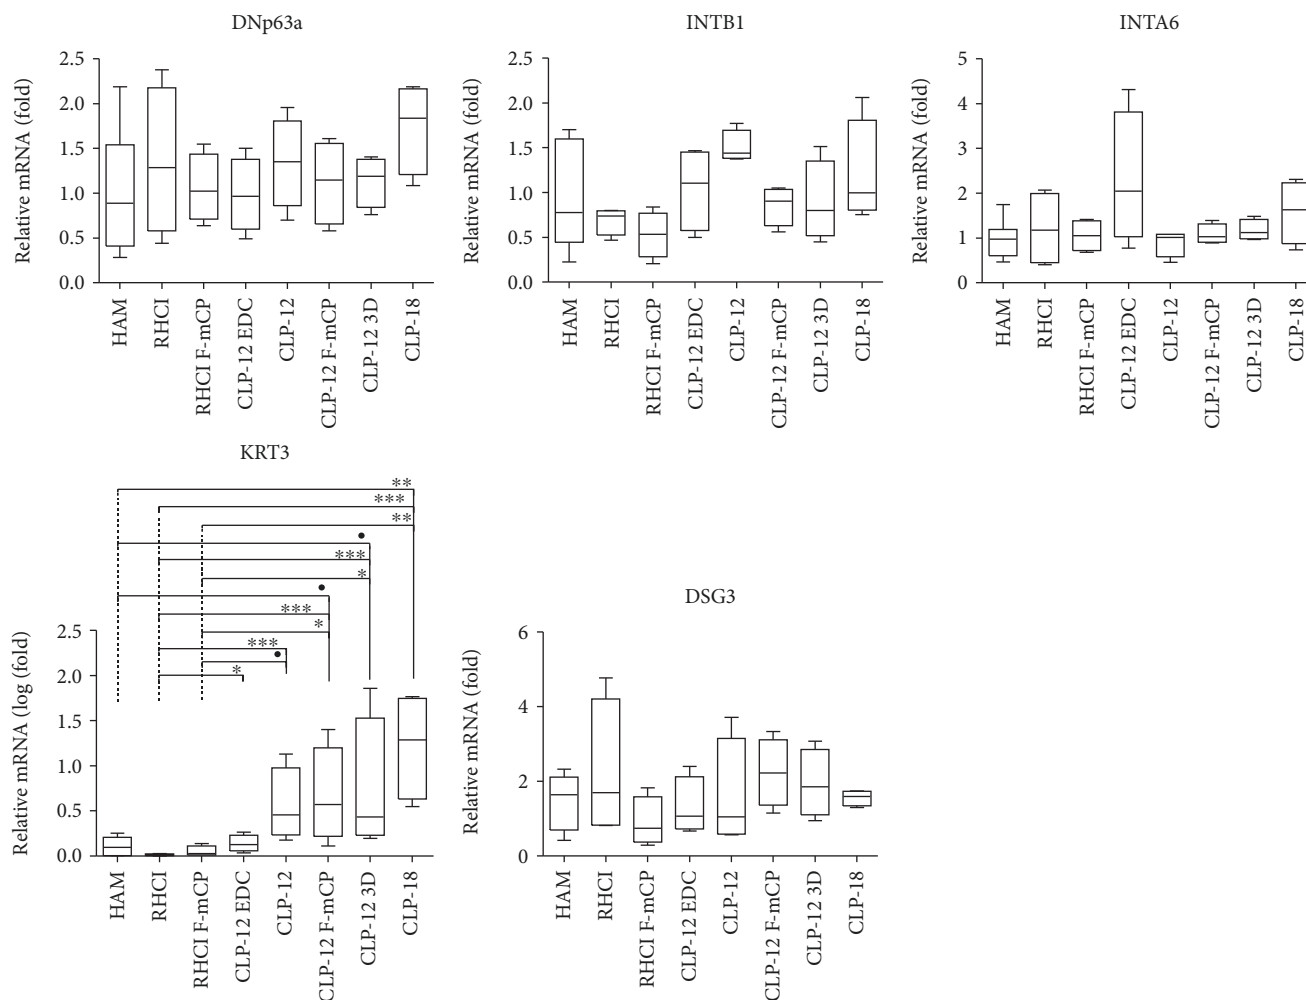 DNp63a
Relative mRNA (fold)
2.5
2.0
1.5
1.0
0.5
0.0
HAM
RHCI
RHCI F-mCP
CLP-12 EDC
CLP-12
CLP-12 F-mCP
CLP-12 3D
CLP-18
INTB1
Relative mRNA (fold)
2.5
2.0
1.5
1.0
0.5
0.0
HAM
RHCI
RHCI F-mCP
CLP-12 EDC
CLP-12
CLP-12 F-mCP
CLP-12 3D
CLP-18
INTA6
Relative mRNA (fold)
5
4
3
2
1
0
HAM
RHCI
RHCI F-mCP
CLP-12 EDC
CLP-12
CLP-12 F-mCP
CLP-12 3D
CLP-18
KRT3
**
***
**
•
***
*
•
***
*
***
•
*
Relative mRNA (log (fold)
2.5
2.0
1.5
1.0
0.5
0.0
HAM
RHCI
RHCI F-mCP
CLP-12 EDC
CLP-12
CLP-12 F-mCP
CLP-12 3D
CLP-18
DSG3
Relative mRNA (fold)
6
4
2
0
HAM
RHCI
RHCI F-mCP
CLP-12 EDC
CLP-12
CLP-12 F-mCP
CLP-12 3D
CLP-18